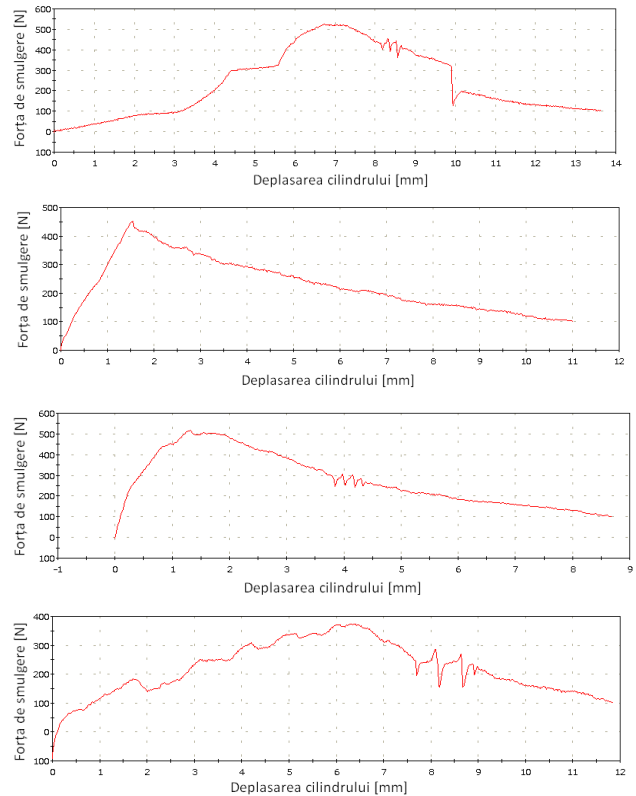 Forța de smulgere [N]
600
500
400
300
200
100
0
100
0 1 2 3 4 5 6 7 8 9 10 11 12 13 14
Deplasarea cilindrului [mm]
Forța de smulgere [N]
500
400
300
200
100
0
0 1 2 3 4 5 6 7 8 9 10 11 12
Deplasarea cilindrului [mm]
Forța de smulgere [N]
600
500
400
300
200
100
0
100
-1 0 1 2 3 4 5 6 7 8 9
Deplasarea cilindrului [mm]
Forța de smulgere [N]
400
300
200
100
0
100
0 1 2 3 4 5 6 7 8 9 10 11 12
Deplasarea cilindrului [mm]